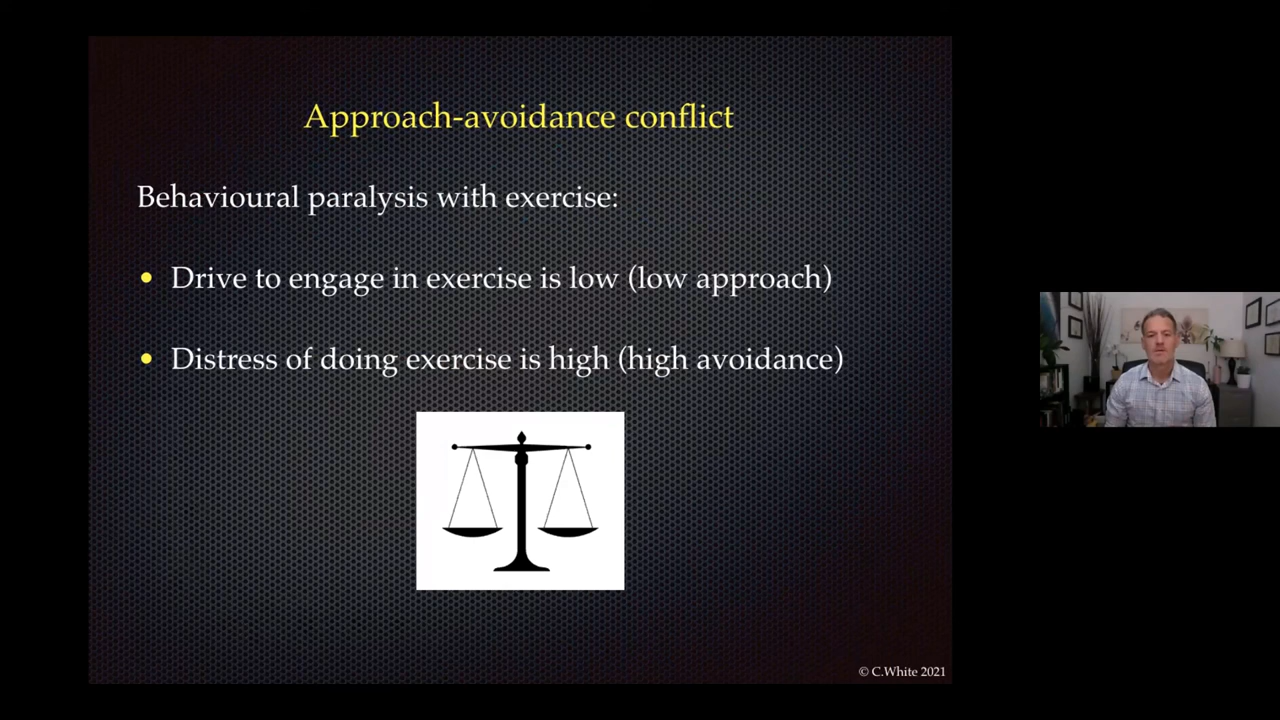 Approach-avoidance conflict
Behavioural paralysis with exercise:
• Drive to engage in exercise is low (low approach)
• Distress of doing exercise is high (high avoidance)
© C.White 2021